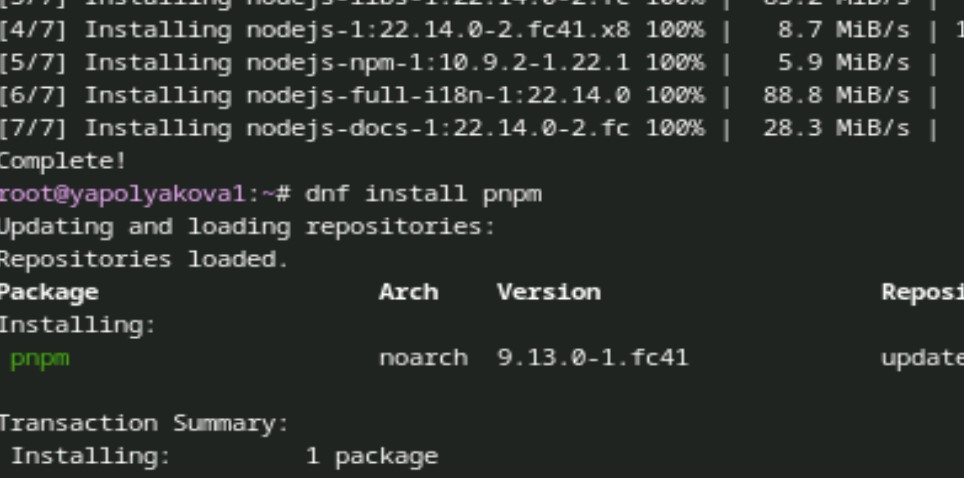 [3/7] Installing nodejs-libs-1:22.14.0-2.fc 100% | 85.2 MiB/s |
[4/7] Installing nodejs-1:22.14.0-2.fc41.x8 100% | 8.7 MiB/s | 1
[5/7] Installing nodejs-npm-1:10.9.2-1.22.1 100% | 5.9 MiB/s |
[6/7] Installing nodejs-full-i18n-1:22.14.0 100% | 88.8 MiB/s |
[7/7] Installing nodejs-docs-1:22.14.0-2.fc 100% | 28.3 MiB/s |
Complete!
root@yapolyakova1:~# dnf install pnpm
Updating and loading repositories:
Repositories loaded.
Package Arch Version Reposi
Installing:
pnpm noarch 9.13.0-1.fc41 update
Transaction Summary:
Installing: 1 package